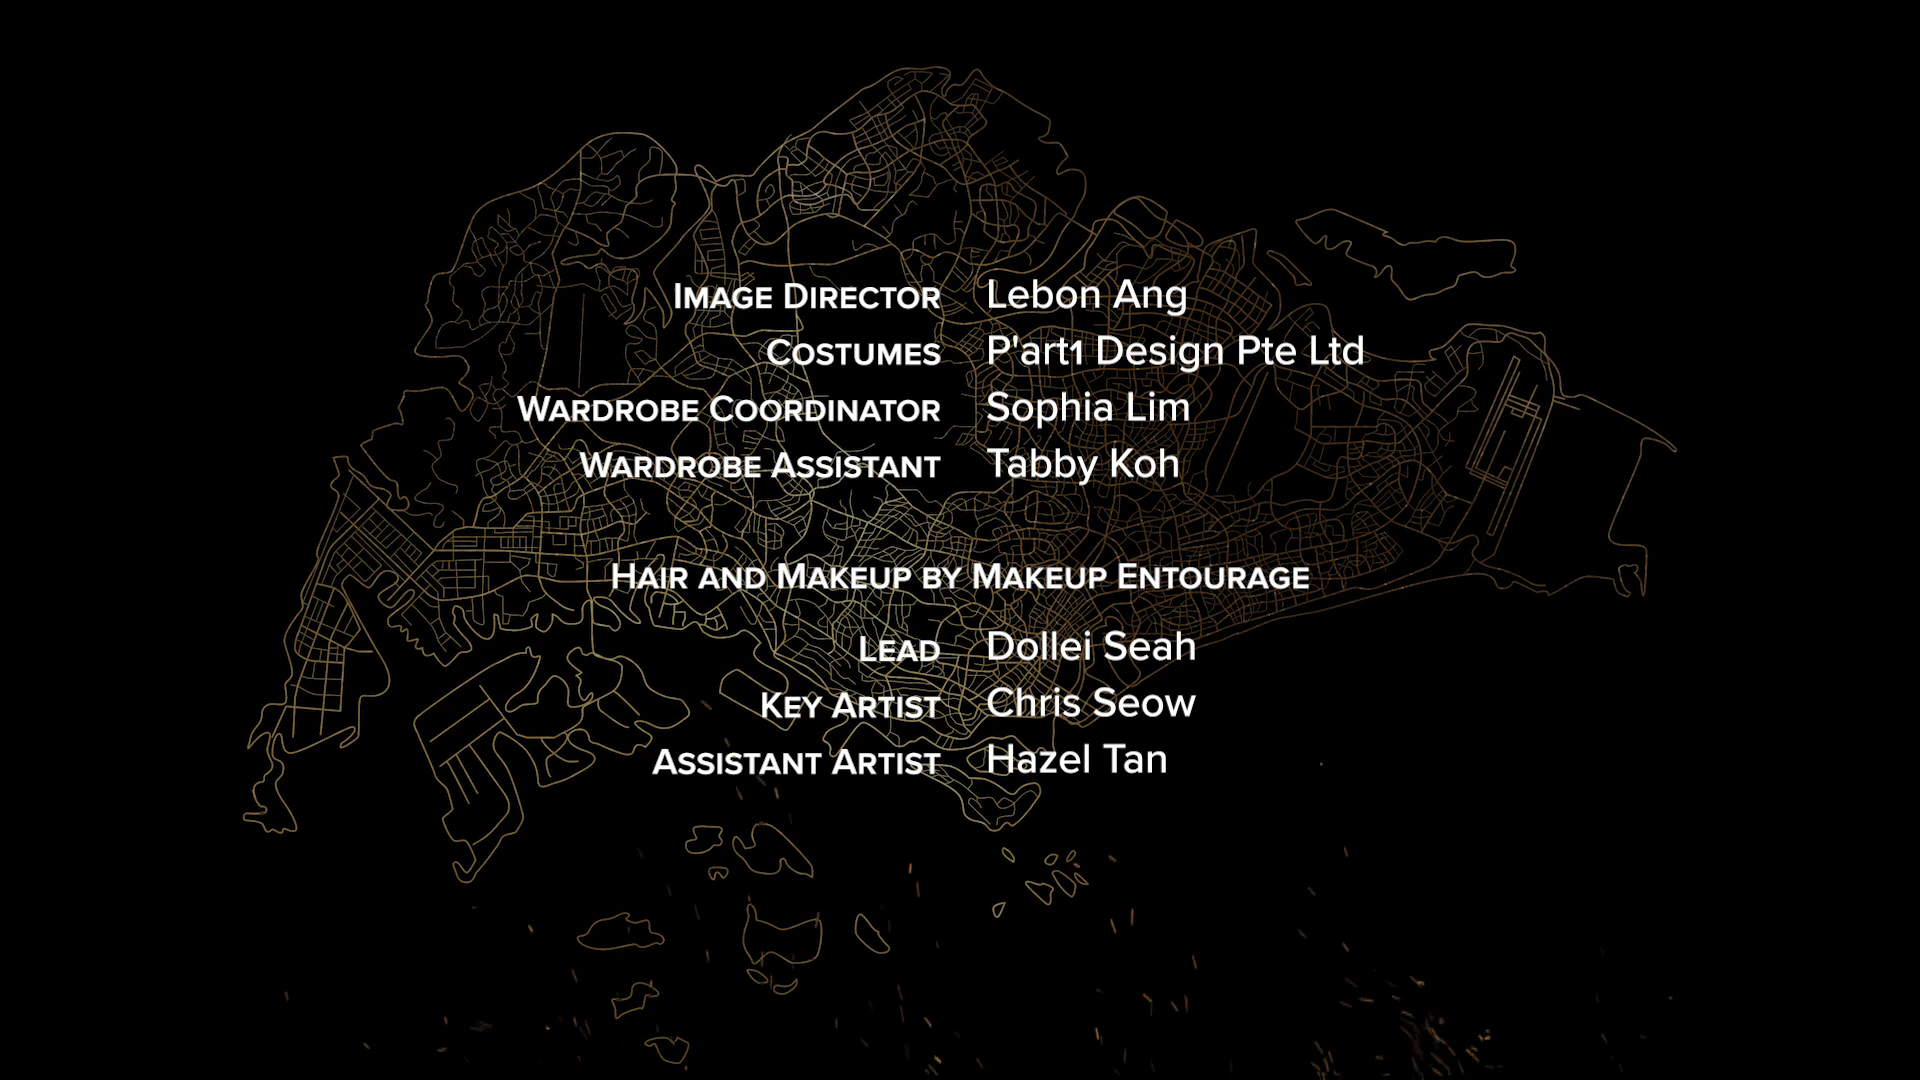 Image Director Lebon Ang
Costumes P'art1 Design Pte Ltd
Wardrobe Coordinator Sophia Lim
Wardrobe Assistant Tabby Koh
Hair and Makeup by Makeup Entourage
Lead Dollei Seah
Key Artist Chris Seow
Assistant Artist Hazel Tan